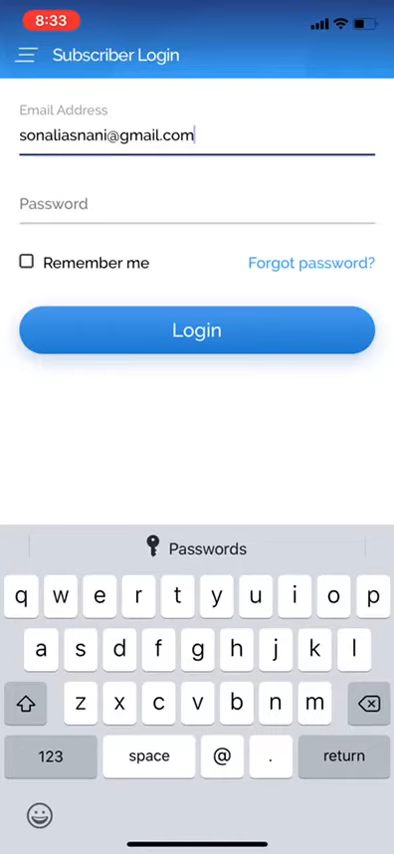 8:33
Subscriber Login
Email Address
sonaliasnani@gmail.com
Password
Remember me
Forgot password?
Login
Passwords
q w e r t y u i o p
a s d f g h j k l
z x c v b n m
123 space @ . return